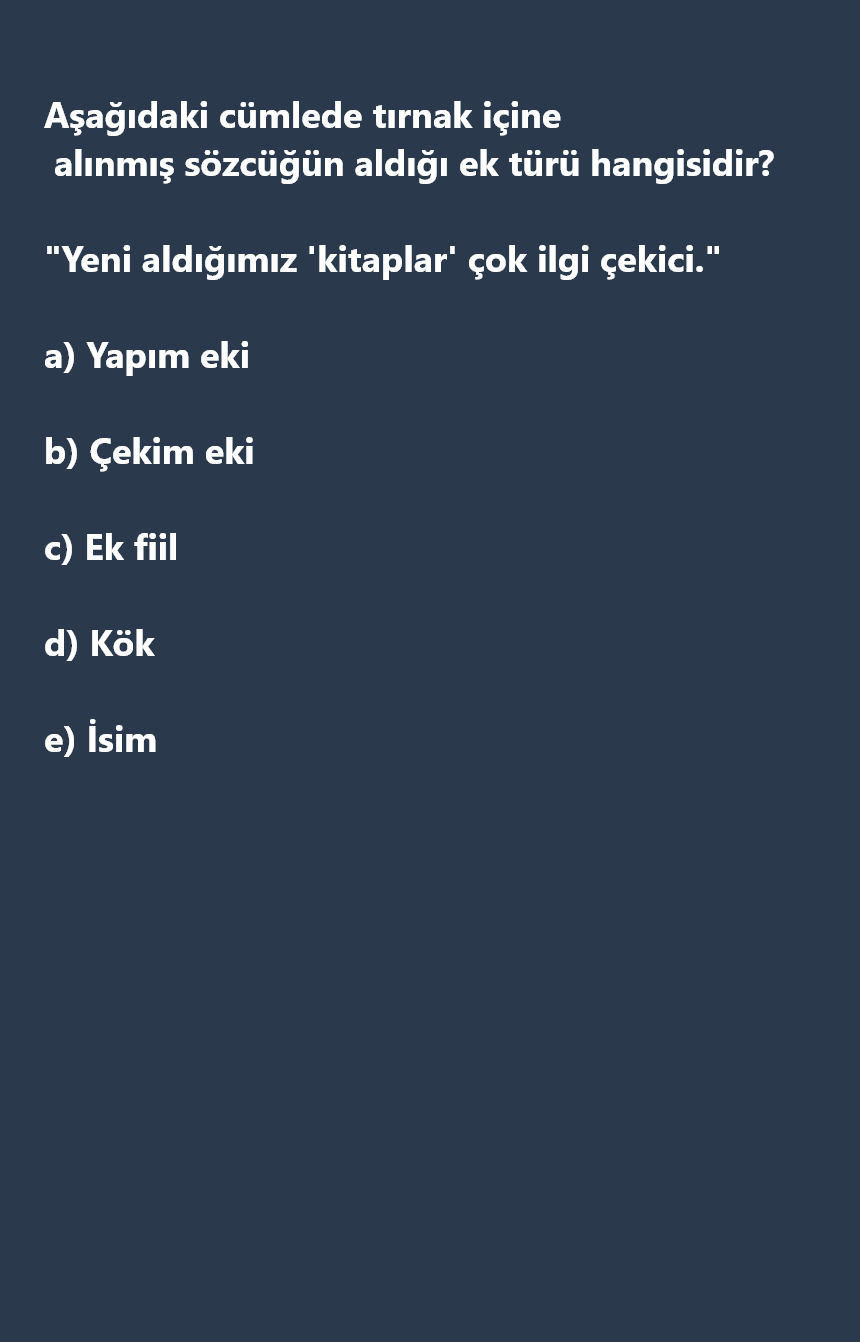 Aşağıdaki cümlede tırnak içine
alınmış sözcüğün aldığı ek türü hangisidir?
"Yeni aldığımız 'kitaplar' çok ilgi çekici."
a) Yapım eki
b) Çekim eki
c) Ek fiil
d) Kök
e) İsim